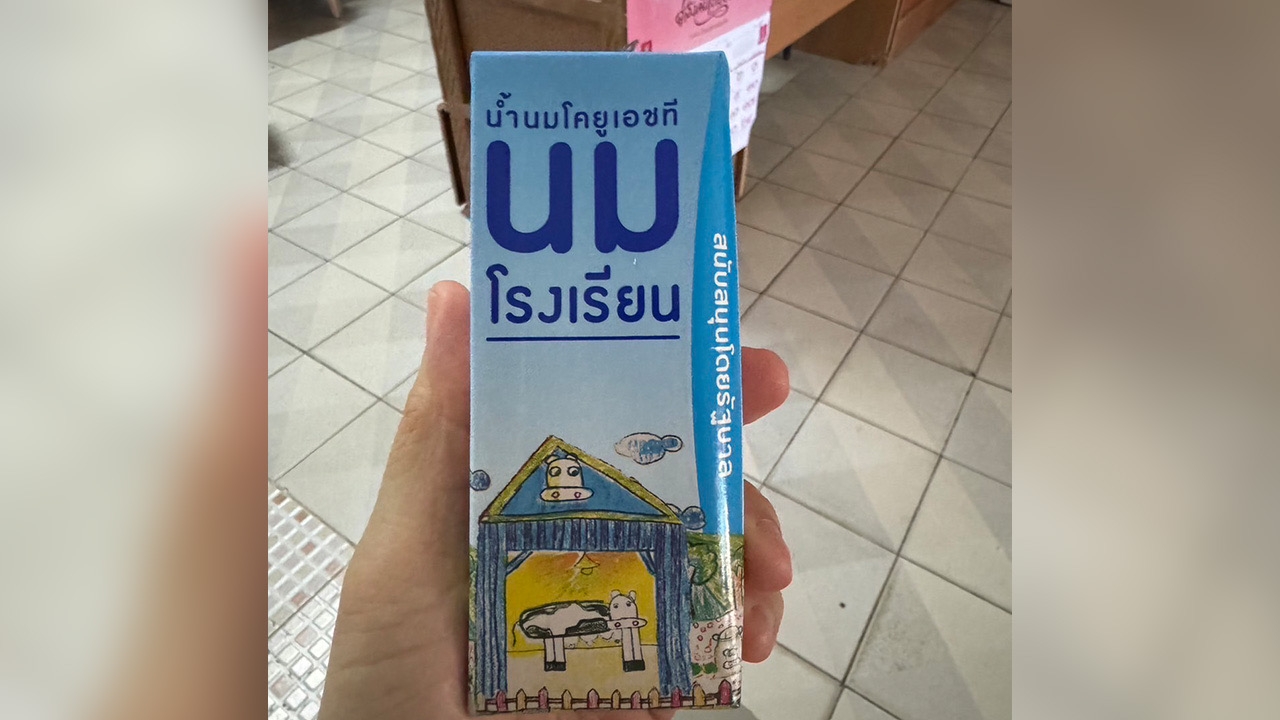 น้ำนมโคยูเอชที
นม
โรงเรียน
สนับสนุนโดยรัฐบาล